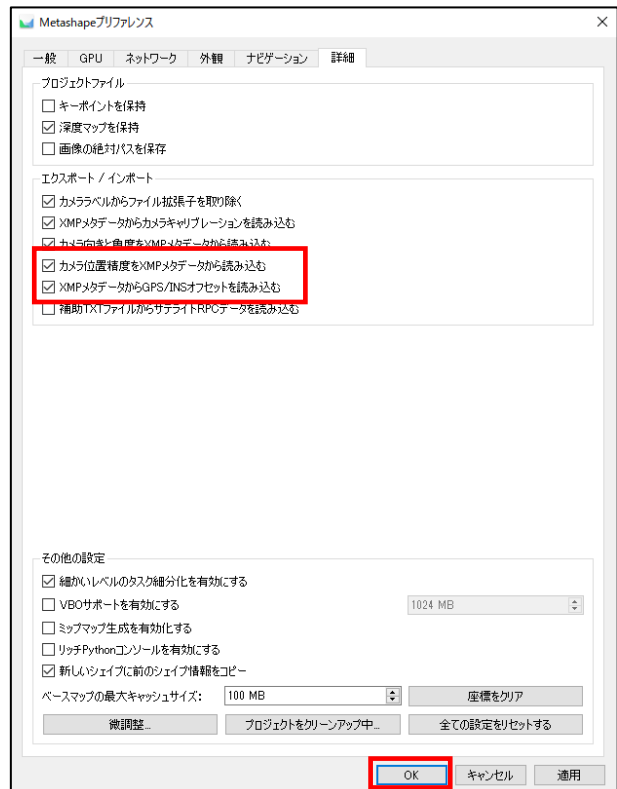 Metashapeプリファレンス
一般 GPU ネットワーク 外観 ナビゲーション 詳細
プロジェクトファイル
キーポイントを保持
深度マップを保持
画像の絶対パスを保存
エクスポート / インポート
カメララベルからファイル拡張子を取り除く
XMPメタデータからカメラキャリブレーションを読み込む
カメラ向きと角度をXMPメタデータから読み込む
カメラ位置精度をXMPメタデータから読み込む
XMPメタデータからGPS/INSオフセットを読み込む
補助TXTファイルからサテライトRPCデータを読み込む
その他の設定
細かいレベルのタスク細分化を有効にする
VBOサポートを有効にする 1024 MB
ミップマップ生成を有効化する
リッチPythonコンソールを有効にする
新しいシェイプに前のシェイプ情報をコピー
ベースマップの最大キャッシュサイズ: 100 MB 座標をクリア
微調整... プロジェクトをクリーンアップ中... 全ての設定をリセットする
OK キャンセル 適用